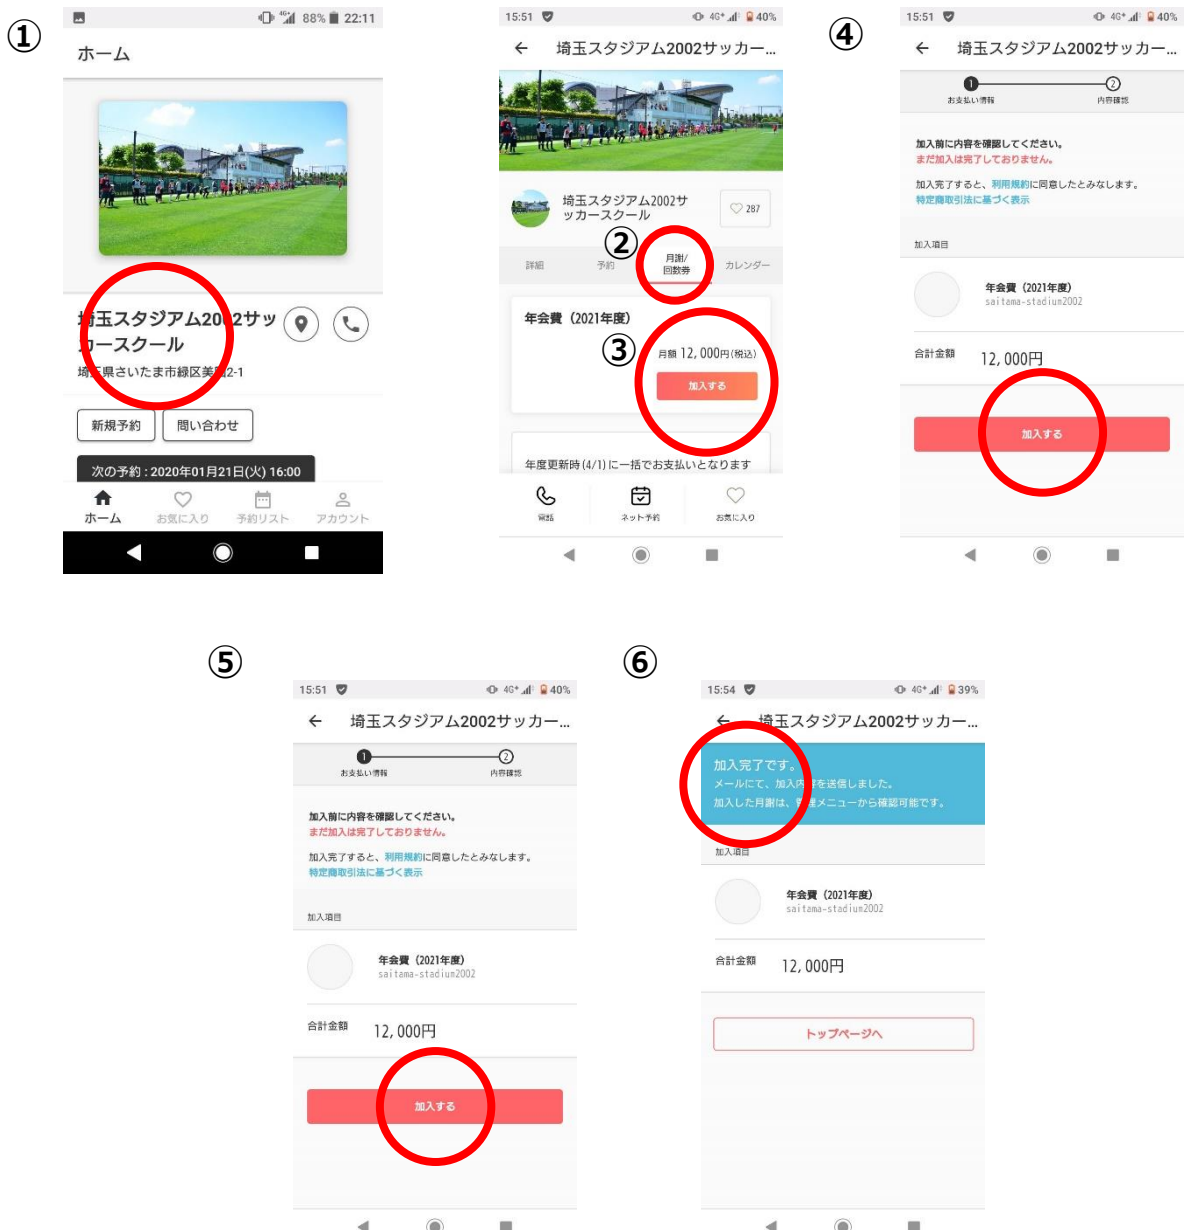 ①
88% 22:11
ホーム
埼玉スタジアム2002サッ
カースクール
埼玉県さいたま市緑区美園2-1
新規予約 問い合わせ
次の予約 : 2020年01月21日(火) 16:00
ホーム お気に入り 予約リスト アカウント
15:51 4G+ 40%
埼玉スタジアム2002サッカー...
埼玉スタジアム2002サ
ッカースクール
287
②
詳細 予約 月謝/
回数券 カレンダー
年会費（2021年度）
③
月額 12,000円(税込)
加入する
年度更新時(4/1)に一括でお支払いとなります
電話 ネット予約 お気に入り
④
15:51 4G+ 40%
埼玉スタジアム2002サッカー...
1 2
お支払い情報 内容確認
加入前に内容を確認してください。
まだ加入は完了しておりません。
加入完了すると、利用規約に同意したとみなします。
特定商取引法に基づく表示
加入項目
年会費（2021年度）
saitama-stadium2002
合計金額 12,000円
加入する
⑤
15:51 4G+ 40%
埼玉スタジアム2002サッカー...
1 2
お支払い情報 内容確認
加入前に内容を確認してください。
まだ加入は完了しておりません。
加入完了すると、利用規約に同意したとみなします。
特定商取引法に基づく表示
加入項目
年会費（2021年度）
saitama-stadium2002
合計金額 12,000円
加入する
⑥
15:54 4G+ 39%
埼玉スタジアム2002サッカー...
加入完了です。
メールにて、加入内容を送信しました。
加入した月謝は、管理メニューから確認可能です。
加入項目
年会費（2021年度）
saitama-stadium2002
合計金額 12,000円
トップページへ